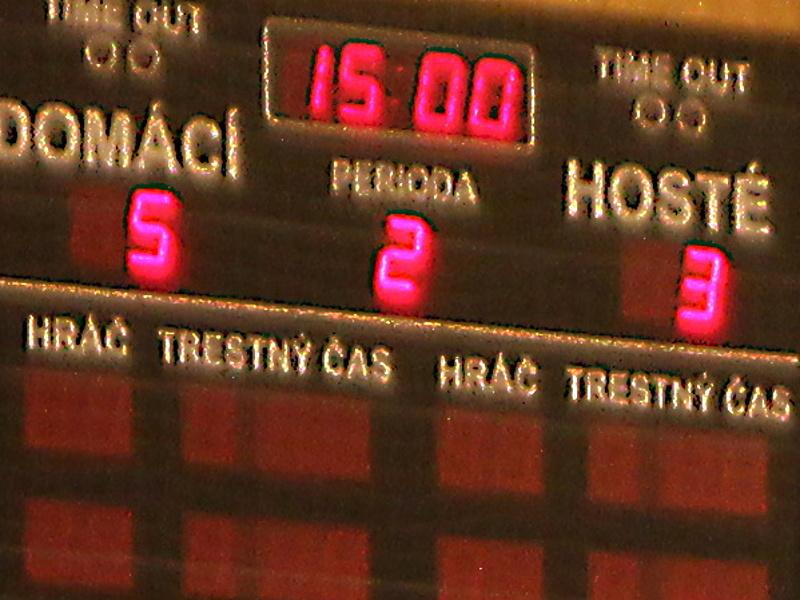 TIME OUT
15:00
TIME OUT
DOMÁCÍ
PERIODA
HOSTÉ
5
2
3
HRÁČ
TRESTNÝ ČAS
HRÁČ
TRESTNÝ ČAS